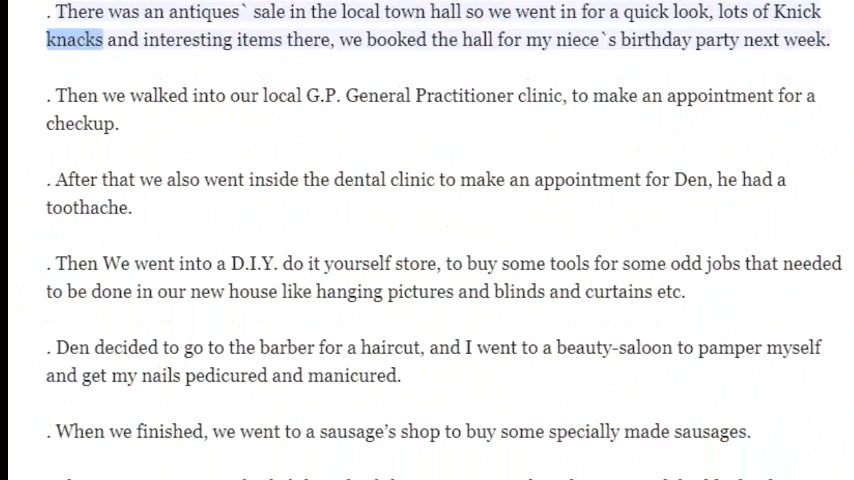 . There was an antiques` sale in the local town hall so we went in for a quick look, lots of Knick
knacks and interesting items there, we booked the hall for my niece`s birthday party next week.
. Then we walked into our local G.P. General Practitioner clinic, to make an appointment for a
checkup.
. After that we also went inside the dental clinic to make an appointment for Den, he had a
toothache.
. Then We went into a D.I.Y. do it yourself store, to buy some tools for some odd jobs that needed
to be done in our new house like hanging pictures and blinds and curtains etc.
. Den decided to go to the barber for a haircut, and I went to a beauty-saloon to pamper myself
and get my nails pedicured and manicured.
. When we finished, we went to a sausage’s shop to buy some specially made sausages.